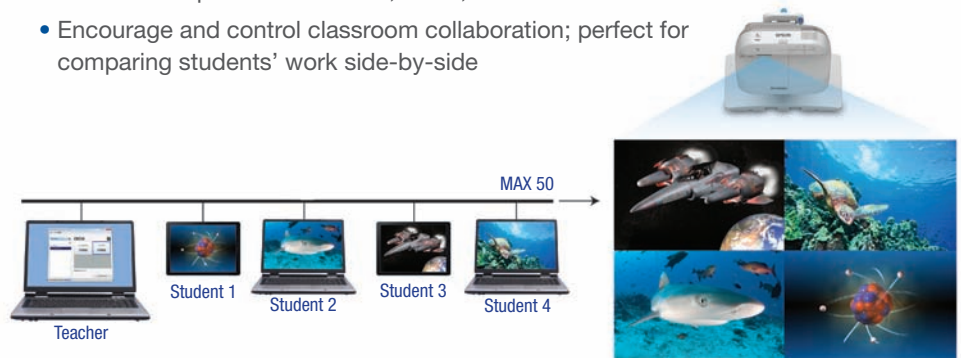 • Encourage and control classroom collaboration; perfect for
comparing students’ work side-by-side
EPSON
MAX 50
Student 1
Student 2
Student 3
Student 4
Teacher